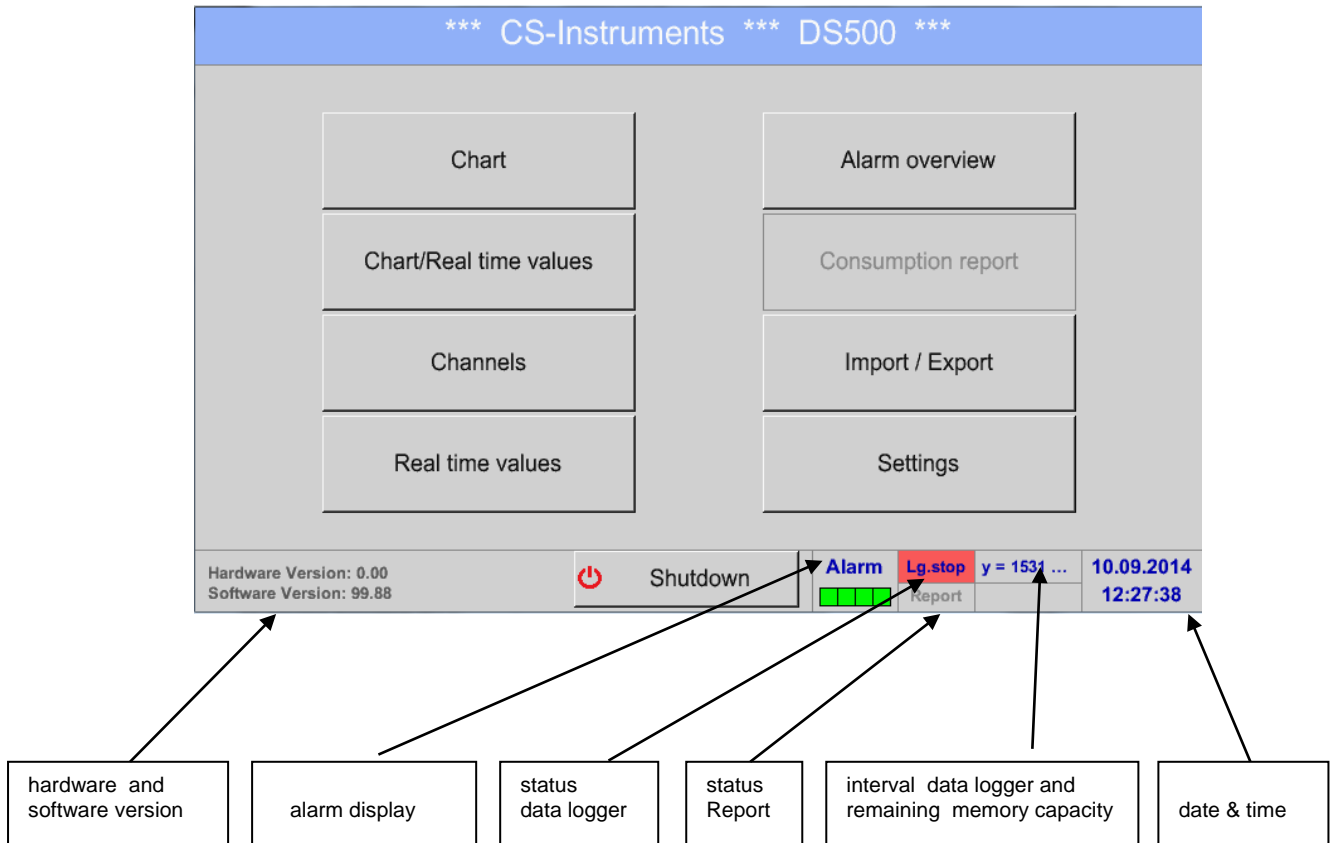 *** CS-Instruments *** DS500 ***
Chart
Alarm overview
Chart/Real time values
Consumption report
Channels
Import / Export
Real time values
Settings
Hardware Version: 0.00
Software Version: 99.88
Shutdown
Alarm
Lg.stop
y = 1531 ...
Report
10.09.2014
12:27:38
hardware and
software version
alarm display
status
data logger
status
Report
interval data logger and
remaining memory capacity
date & time